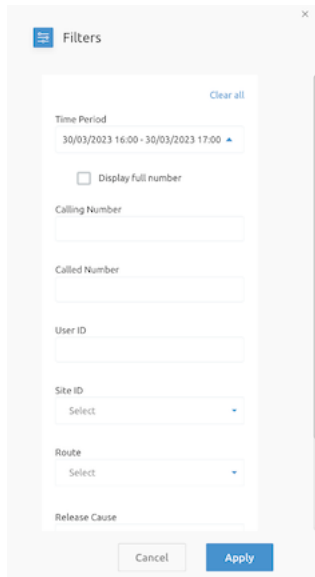 Filters
Clear all
Time Period
30/03/2023 16:00 - 30/03/2023 17:00
Display full number
Calling Number
Called Number
User ID
Site ID
Select
Route
Select
Release Cause
Cancel
Apply